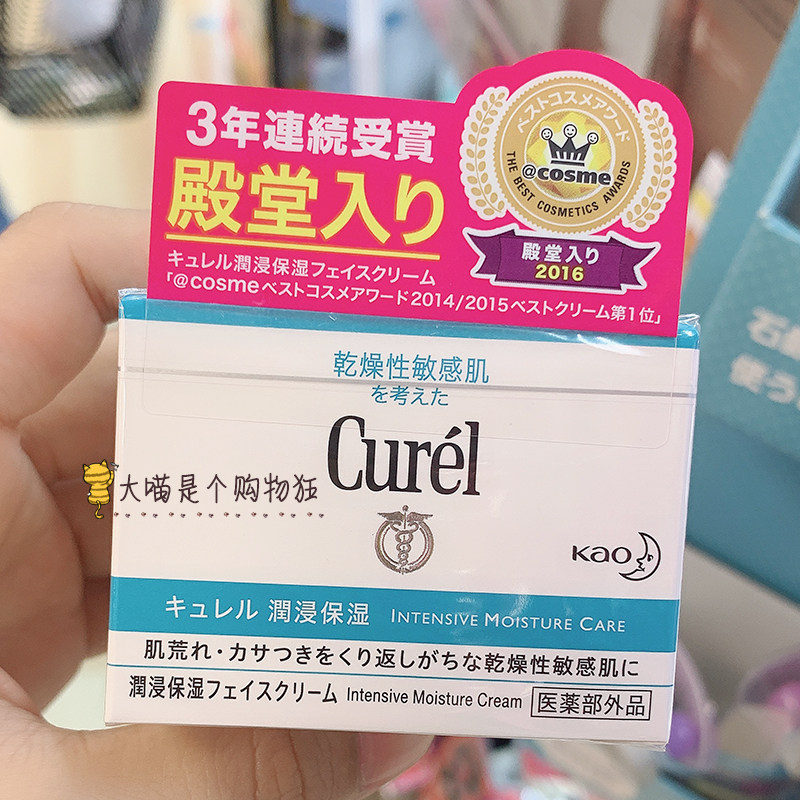 3年連続受賞
殿堂入り
キュレル潤浸保湿フェイスクリーム
「@cosmeベストコスメアワード2014/2015ベストクリーム第1位」
ベストコスメアワード
@cosme
THE BEST COSMETICS AWARDS
殿堂入り
2016
乾燥性敏感肌
を考えた
Curél
大喵是个购物狂
Kao
キュレル 潤浸保湿 INTENSIVE MOISTURE CARE
肌荒れ・カサつきをくり返しがちな乾燥性敏感肌に
潤浸保湿フェイスクリーム Intensive Moisture Cream 医薬部外品
使う